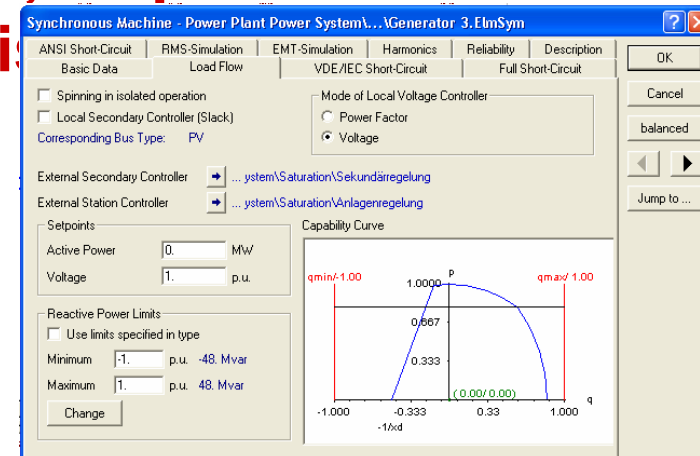 Synchronous Machine - Power Plant Power System\...\Generator 3.ElmSym
ANSI Short-Circuit RMS-Simulation EMT-Simulation Harmonics Reliability Description
Basic Data Load Flow VDE/IEC Short-Circuit Full Short-Circuit
OK
Cancel
balanced
Jump to ...
Spinning in isolated operation
Local Secondary Controller (Slack)
Corresponding Bus Type: PV
Mode of Local Voltage Controller
Power Factor
Voltage
External Secondary Controller ... ystem\Saturation\Sekundärregelung
External Station Controller ... ystem\Saturation\Anlagenregelung
Setpoints
Active Power 0. MW
Voltage 1. p.u.
Reactive Power Limits
Use limits specified in type
Minimum -1. p.u. -48. Mvar
Maximum 1. p.u. 48. Mvar
Change
Capability Curve
qmin/-1.00 p qmax/ 1.00
1.0000
0.667
0.333
( 0.00/ 0.00)
q
-1.000 -0.333 0.33 1.000
-1/xd